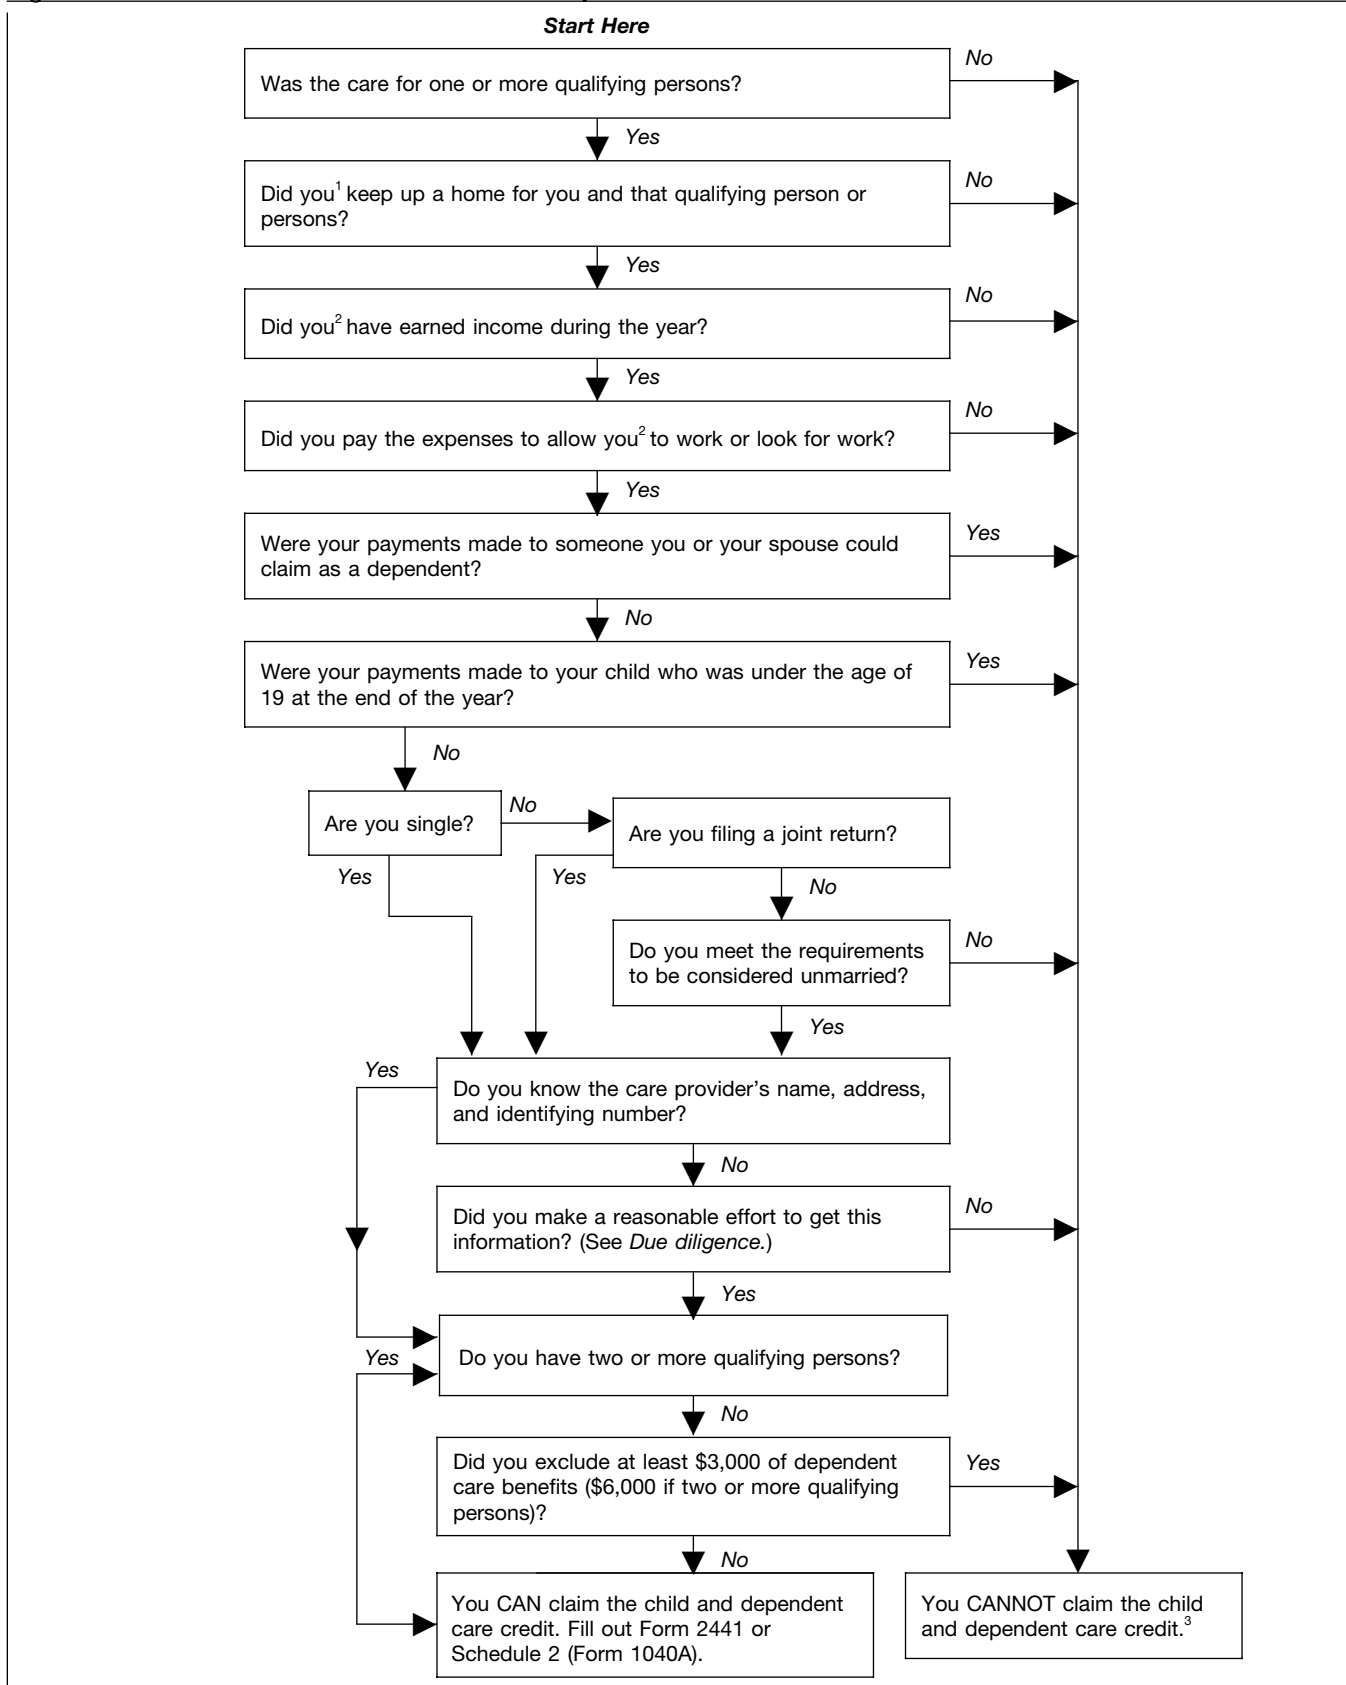 Start Here
Was the care for one or more qualifying persons?
No
Yes
Did you¹ keep up a home for you and that qualifying person or
persons?
No
Yes
Did you² have earned income during the year?
No
Yes
Did you pay the expenses to allow you² to work or look for work?
No
Yes
Were your payments made to someone you or your spouse could
claim as a dependent?
Yes
No
Were your payments made to your child who was under the age of
19 at the end of the year?
Yes
No
Are you single?
No
Are you filing a joint return?
Yes
Yes
No
Do you meet the requirements
to be considered unmarried?
No
Yes
Yes
Do you know the care provider's name, address,
and identifying number?
No
Did you make a reasonable effort to get this
information? (See Due diligence.)
No
Yes
Do you have two or more qualifying persons?
Yes
No
Did you exclude at least $3,000 of dependent
care benefits ($6,000 if two or more qualifying
persons)?
Yes
No
You CAN claim the child and dependent
care credit. Fill out Form 2441 or
Schedule 2 (Form 1040A).
You CANNOT claim the child
and dependent care credit.³